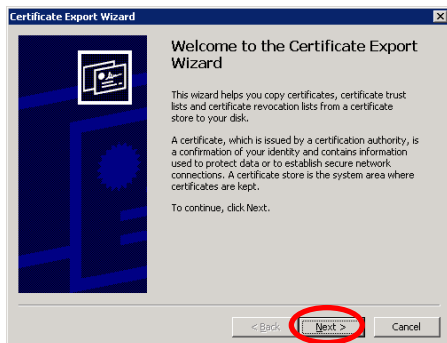 Certificate Export Wizard
Welcome to the Certificate Export
Wizard
This wizard helps you copy certificates, certificate trust
lists and certificate revocation lists from a certificate
store to your disk.
A certificate, which is issued by a certification authority, is
a confirmation of your identity and contains information
used to protect data or to establish secure network
connections. A certificate store is the system area where
certificates are kept.
To continue, click Next.
< Back Next > Cancel